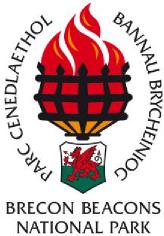 PARC CENEDLAETHOL
BANNAU BRYCHEINIOG
BRECON BEACONS
NATIONAL PARK